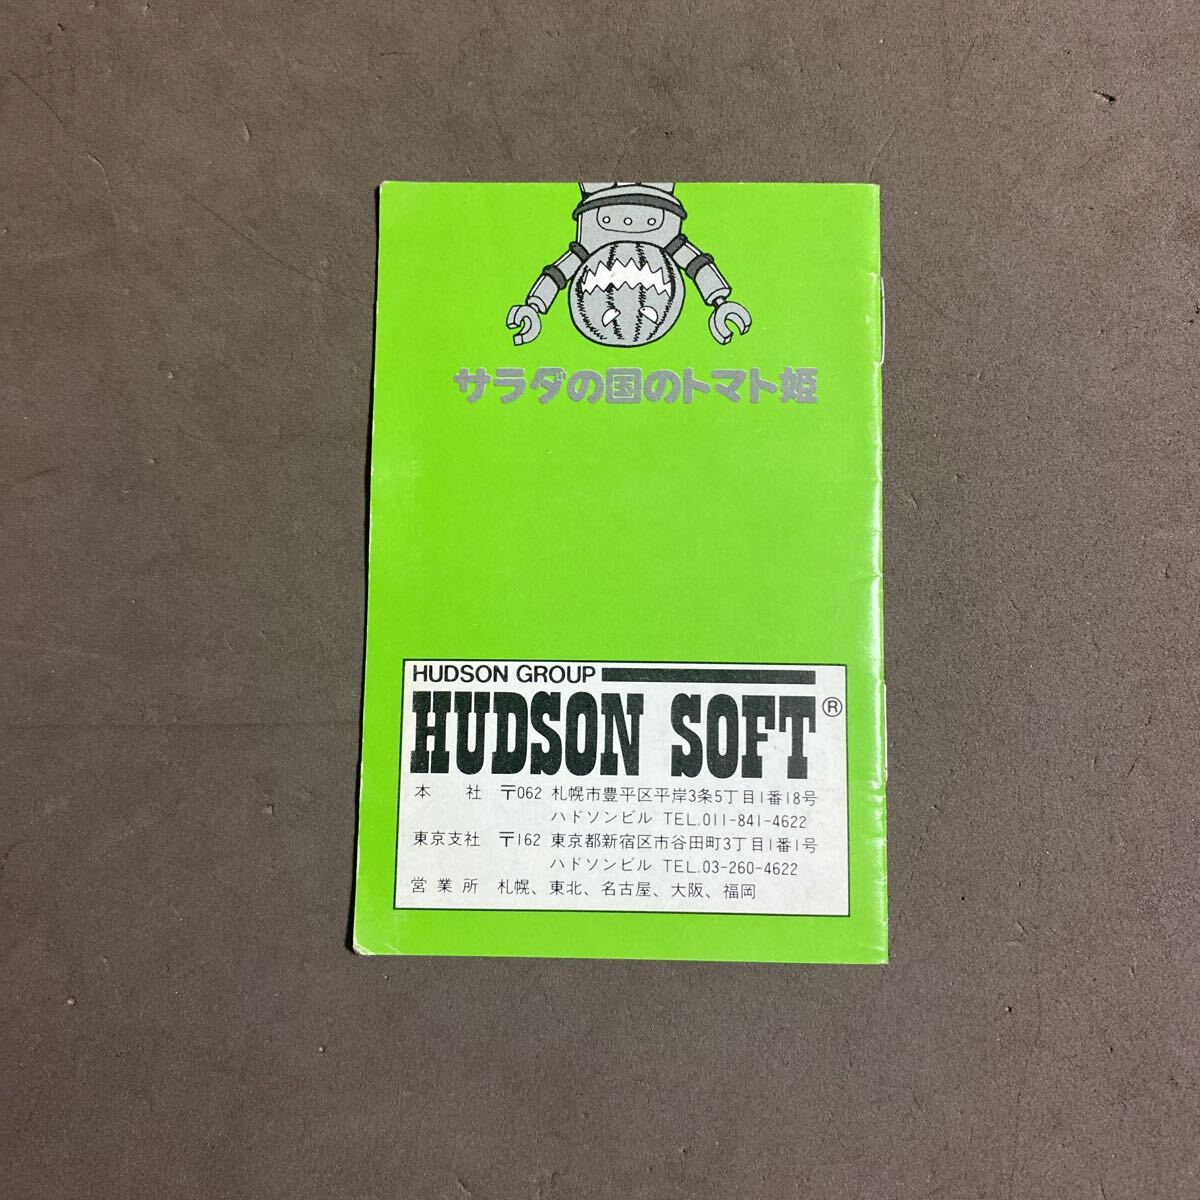 サラダの国のトマト姫
HUDSON GROUP
HUDSON SOFT®
本社 〒062 札幌市豊平区平岸3条5丁目1番18号
ハドソンビル TEL.011-841-4622
東京支社 〒162 東京都新宿区市谷田町3丁目1番1号
ハドソンビル TEL.03-260-4622
営業所 札幌、東北、名古屋、大阪、福岡